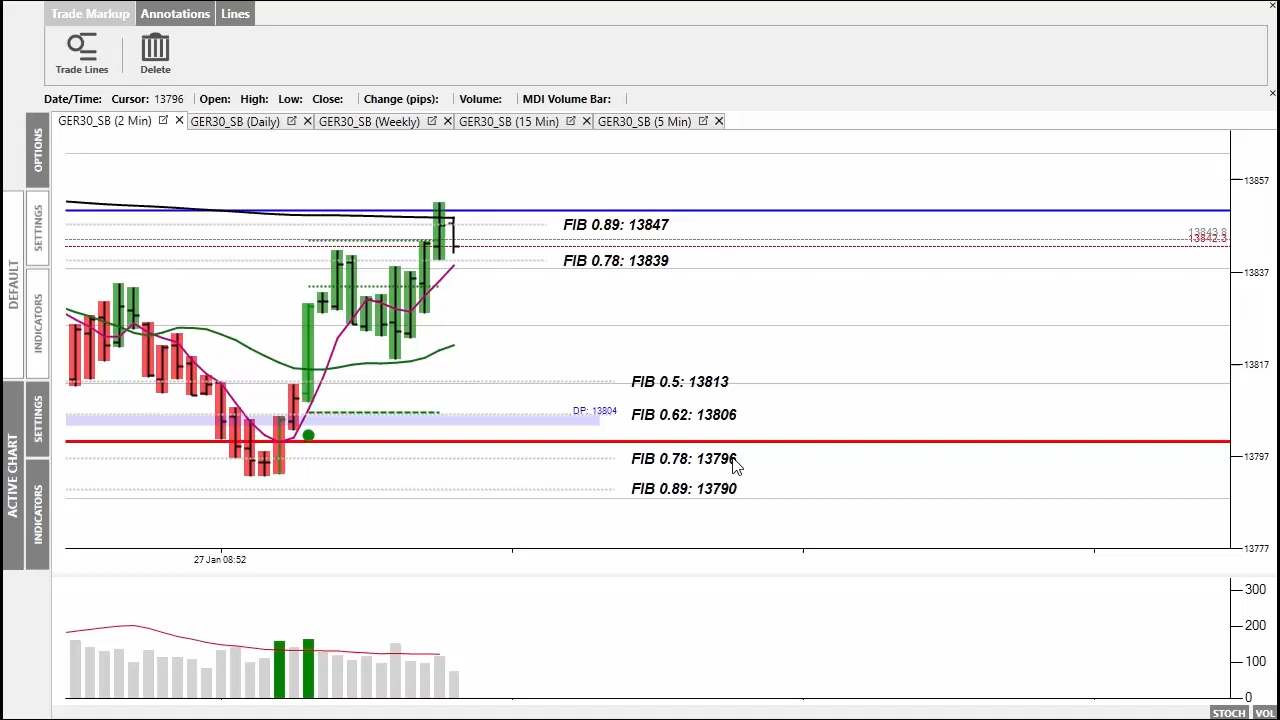 Trade Markup Annotations Lines
Trade Lines Delete
Date/Time: Cursor: 13796 Open: High: Low: Close: Change (pips): Volume: MDI Volume Bar:
GER30_SB (2 Min) GER30_SB (Daily) GER30_SB (Weekly) GER30_SB (15 Min) GER30_SB (5 Min)
OPTIONS
SETTINGS
DEFAULT
INDICATORS
SETTINGS
ACTIVE CHART
INDICATORS
13857
FIB 0.89: 13847
13843.8
13842.3
FIB 0.78: 13839
13837
13817
FIB 0.5: 13813
DP: 13804
FIB 0.62: 13806
FIB 0.78: 13796
13797
FIB 0.89: 13790
13777
27 Jan 08:52
300
200
100
0
STOCH VOL